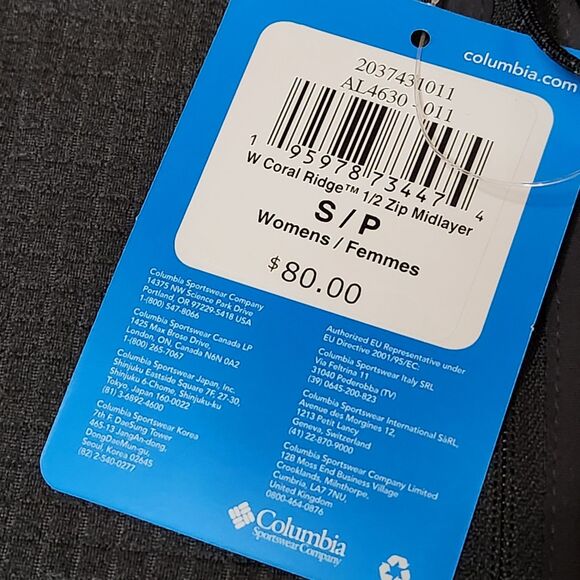 columbia.com
2037431011
AL4630 - 011
1 95978 73447 4
W Coral Ridge™ 1/2 Zip Midlayer
S / P
Womens / Femmes
$80.00
Columbia Sportswear Company
14375 NW Science Park Drive
Portland, OR 97229-5418 USA
1-(800) 547-8066
Columbia Sportswear Canada LP
1425 Max Brose Drive,
London, ON, Canada N6N 0A2
1-(800) 265-7067
Columbia Sportswear Japan, Inc.
Shinjuku Eastside Square 7F, 27-30,
Shinjuku 6-Chome, Shinjuku-ku
Tokyo, Japan 160-0022
(81) 3-6892-4600
Columbia Sportswear Korea
7th F. DaeSung Tower
465-13 JangAn-dong,
DongDaeMun-gu,
Seoul, Korea 02645
(82) 2-540-0277
Authorized EU Representative under
EU Directive 2001/95/EC.
Columbia Sportswear Italy SRL
Via Feltrina 11
31040 Pederobba (TV)
(39) 0645-200-823
Columbia Sportswear International SàRL,
Avenue des Morgines 12,
1213 Petit Lancy
Geneva, Switzerland
(41) 22-870-9000
Columbia Sportswear Company Limited
128 Moss End Business Village
Crooklands, Milnthorpe,
Cumbria, LA7 7NU,
United Kingdom
0800-464-0876
Columbia
Sportswear Company